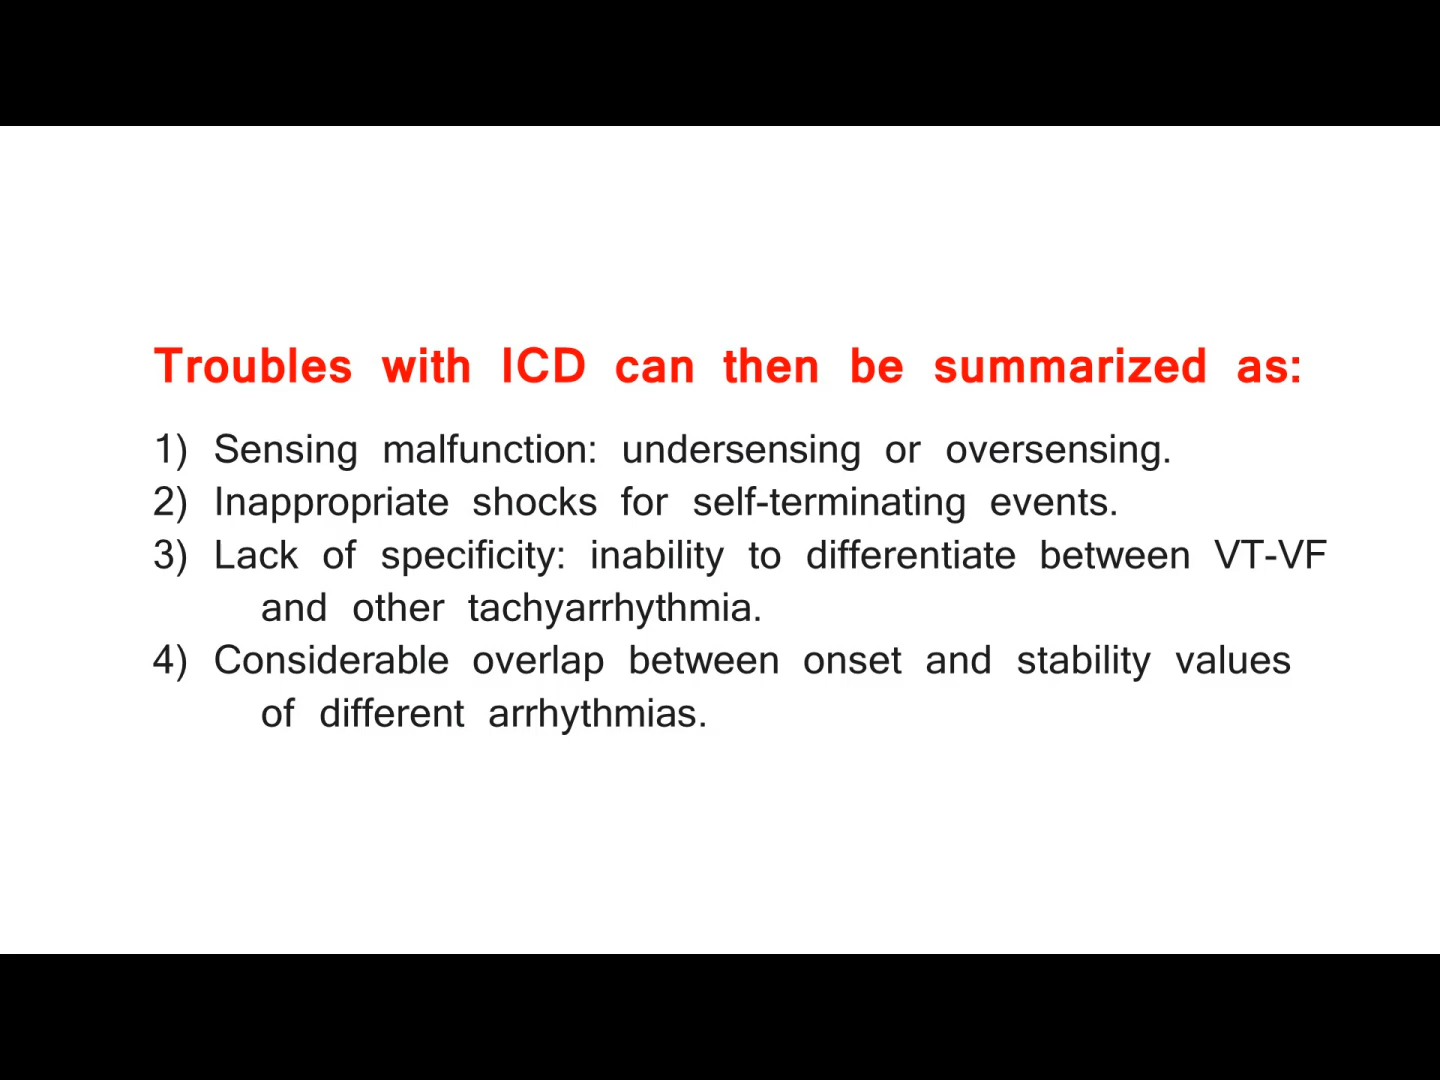 Troubles with ICD can then be summarized as:
1) Sensing malfunction: undersensing or oversensing.
2) Inappropriate shocks for self-terminating events.
3) Lack of specificity: inability to differentiate between VT-VF
and other tachyarrhythmia.
4) Considerable overlap between onset and stability values
of different arrhythmias.